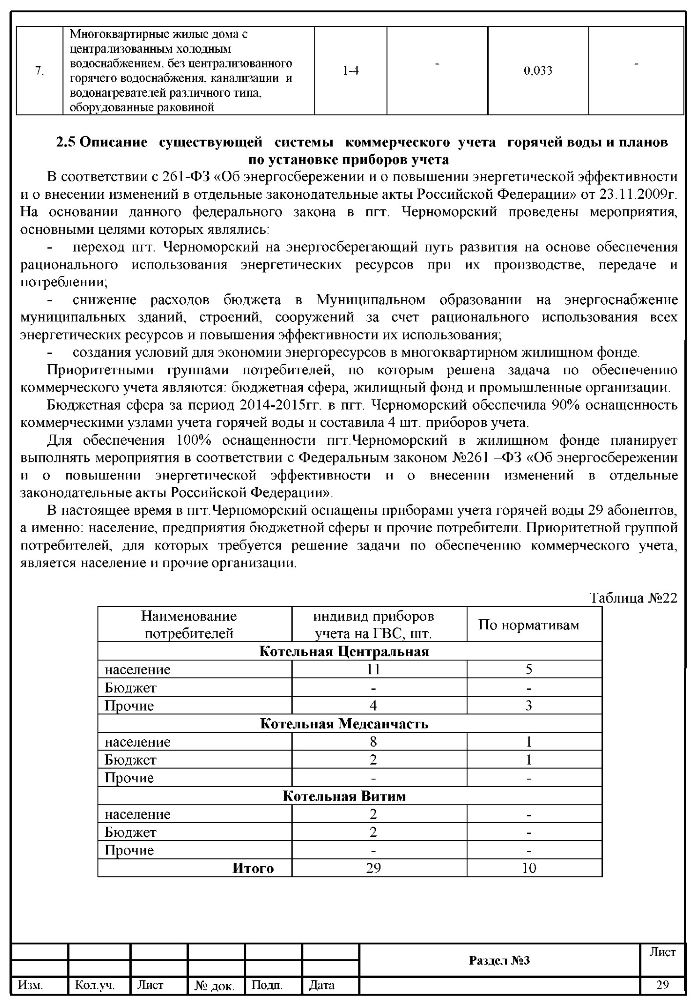 7.
Многоквартирные жилые дома с
централизованным холодным
водоснабжением, без централизованного
горячего водоснабжения, канализации и
водонагревателей различного типа,
оборудованные раковиной
1-4
-
0,033
-
2.5 Описание существующей системы коммерческого учета горячей воды и планов
по установке приборов учета
В соответствии с 261-ФЗ «Об энергосбережении и о повышении энергетической эффективности
и о внесении изменений в отдельные законодательные акты Российской Федерации» от 23.11.2009г.
На основании данного федерального закона в пгт. Черноморский проведены мероприятия,
основными целями которых являлись:
- переход пгт. Черноморский на энергосберегающий путь развития на основе обеспечения
рационального использования энергетических ресурсов при их производстве, передаче и
потреблении;
- снижение расходов бюджета в Муниципальном образовании на энергоснабжение
муниципальных зданий, строений, сооружений за счет рационального использования всех
энергетических ресурсов и повышения эффективности их использования;
- создания условий для экономии энергоресурсов в многоквартирном жилищном фонде.
Приоритетными группами потребителей, по которым решена задача по обеспечению
коммерческого учета являются: бюджетная сфера, жилищный фонд и промышленные организации.
Бюджетная сфера за период 2014-2015гг. в пгт. Черноморский обеспечила 90% оснащенность
коммерческими узлами учета горячей воды и составила 4 шт. приборов учета.
Для обеспечения 100% оснащенности пгт.Черноморский в жилищном фонде планирует
выполнять мероприятия в соответствии с Федеральным законом №261 –ФЗ «Об энергосбережении
и о повышении энергетической эффективности и о внесении изменений в отдельные
законодательные акты Российской Федерации».
В настоящее время в пгт.Черноморский оснащены приборами учета горячей воды 29 абонентов,
а именно: население, предприятия бюджетной сферы и прочие потребители. Приоритетной группой
потребителей, для которых требуется решение задачи по обеспечению коммерческого учета,
является население и прочие организации.
Таблица №22
Наименование
потребителей
индивид приборов
учета на ГВС, шт.
По нормативам
Котельная Центральная
население 11 5
Бюджет - -
Прочие 4 3
Котельная Медсанчасть
население 8 1
Бюджет 2 1
Прочие - -
Котельная Витим
население 2 -
Бюджет 2 -
Прочие - -
Итого 29 10
Раздел №3
Лист
Изм. Кол.уч. Лист № док. Подп. Дата
29